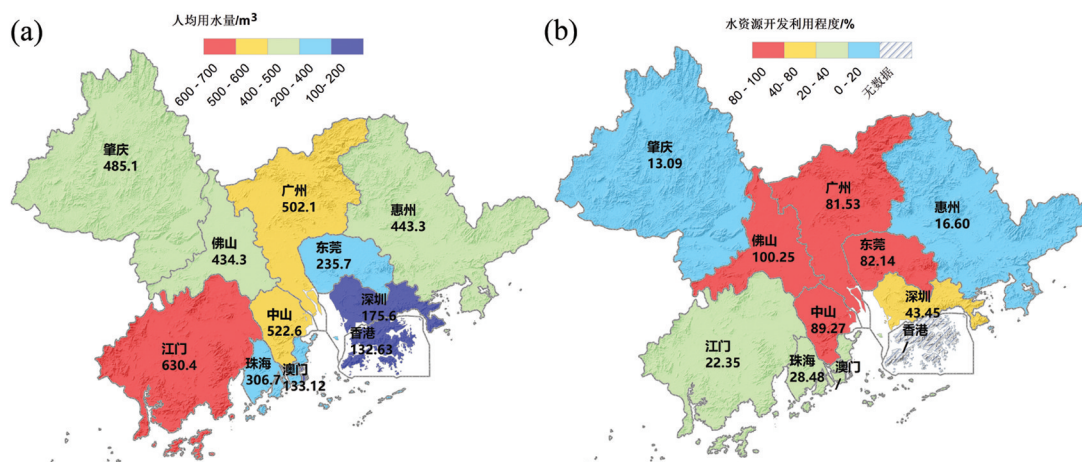 (a)
人均用水量/m³
600 - 700
500 - 600
400 - 500
200 - 400
100- 200
肇庆
485.1
广州
502.1
惠州
443.3
佛山
434.3
东莞
235.7
深圳
175.6
中山
522.6
香港
132.63
江门
630.4
珠海
306.7
澳门
133.12
(b)
水资源开发利用程度/%
80 - 100
40- 80
20 - 40
0 - 20
无数据
肇庆
13.09
广州
81.53
惠州
16.60
佛山
100.25
东莞
82.14
深圳
43.45
中山
89.27
香港
/
江门
22.35
珠海
28.48
澳门
/